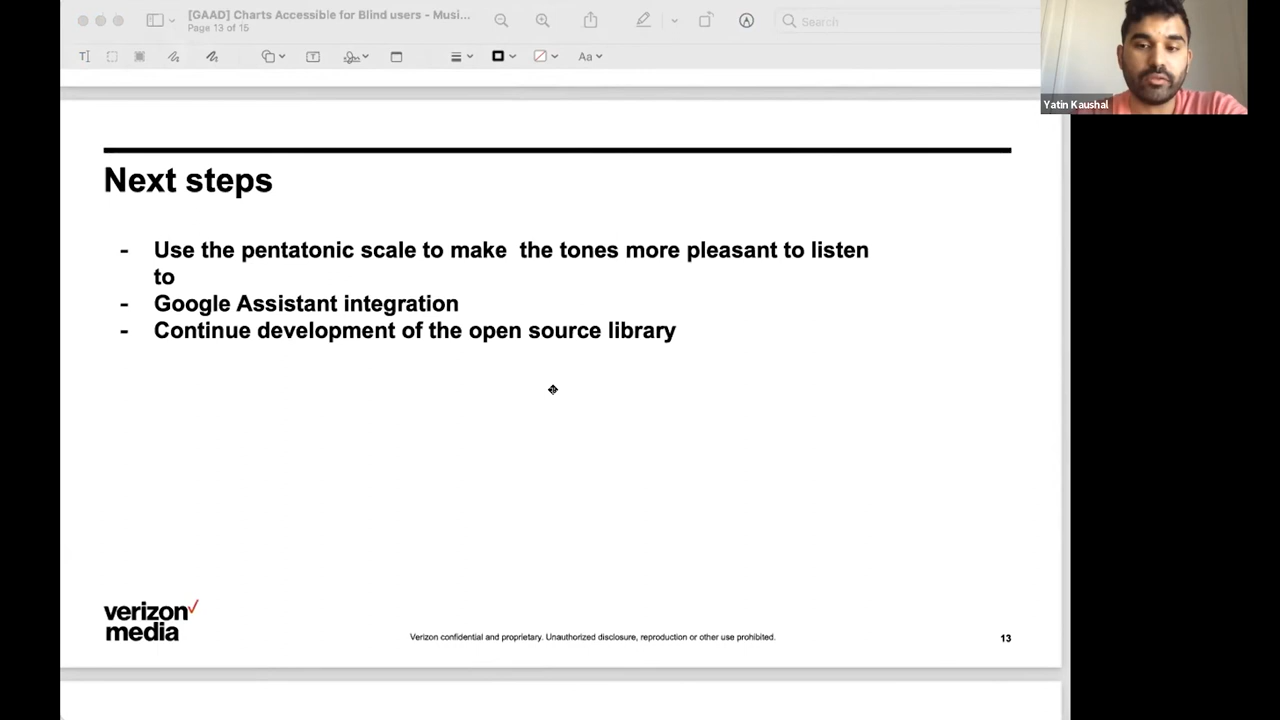 [GAAD] Charts Accessible for Blind users - Musi...
Page 13 of 15
Search
Aa
Yatin Kaushal
Next steps
- Use the pentatonic scale to make  the tones more pleasant to listen
to
- Google Assistant integration
- Continue development of the open source library
verizon
media
Verizon confidential and proprietary. Unauthorized disclosure, reproduction or other use prohibited.
13